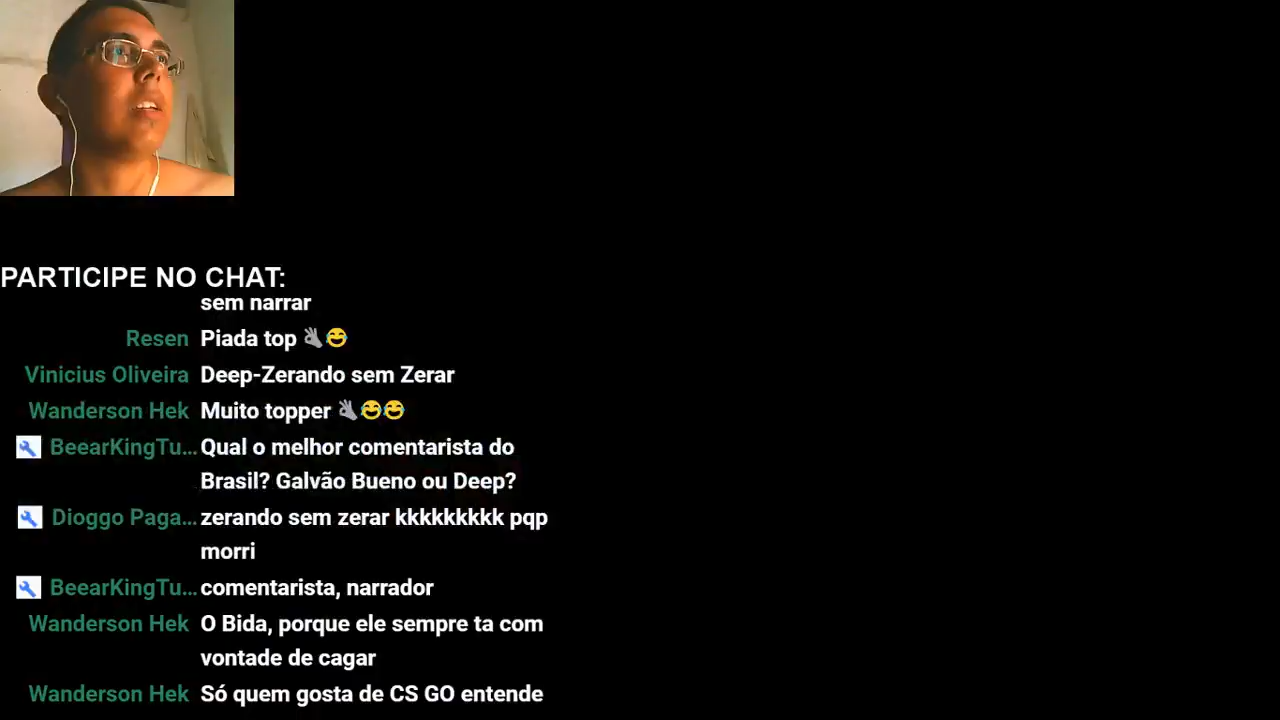 PARTICIPE NO CHAT:
sem narrar
Resen Piada top 👌😂
Vinicius Oliveira Deep-Zerando sem Zerar
Wanderson Hek Muito topper 👌😂😂
BeearKingTu... Qual o melhor comentarista do
Brasil? Galvão Bueno ou Deep?
Dioggo Paga... zerando sem zerar kkkkkkkkk pqp
morri
BeearKingTu... comentarista, narrador
Wanderson Hek O Bida, porque ele sempre ta com
vontade de cagar
Wanderson Hek Só quem gosta de CS GO entende